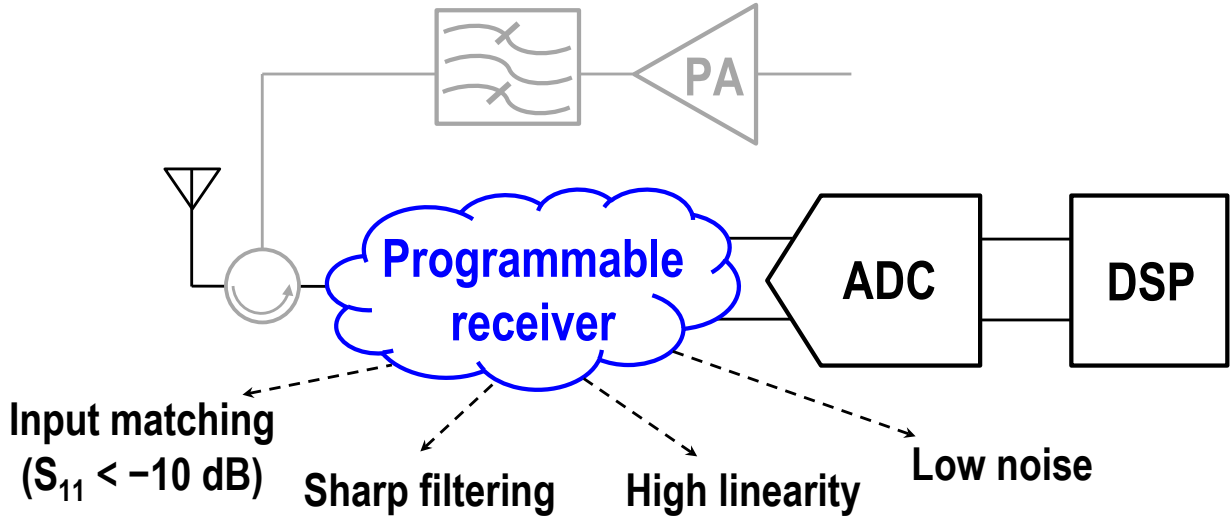 PA
Programmable
receiver
ADC
DSP
Input matching
(S₁₁ < −10 dB)
Sharp filtering
High linearity
Low noise